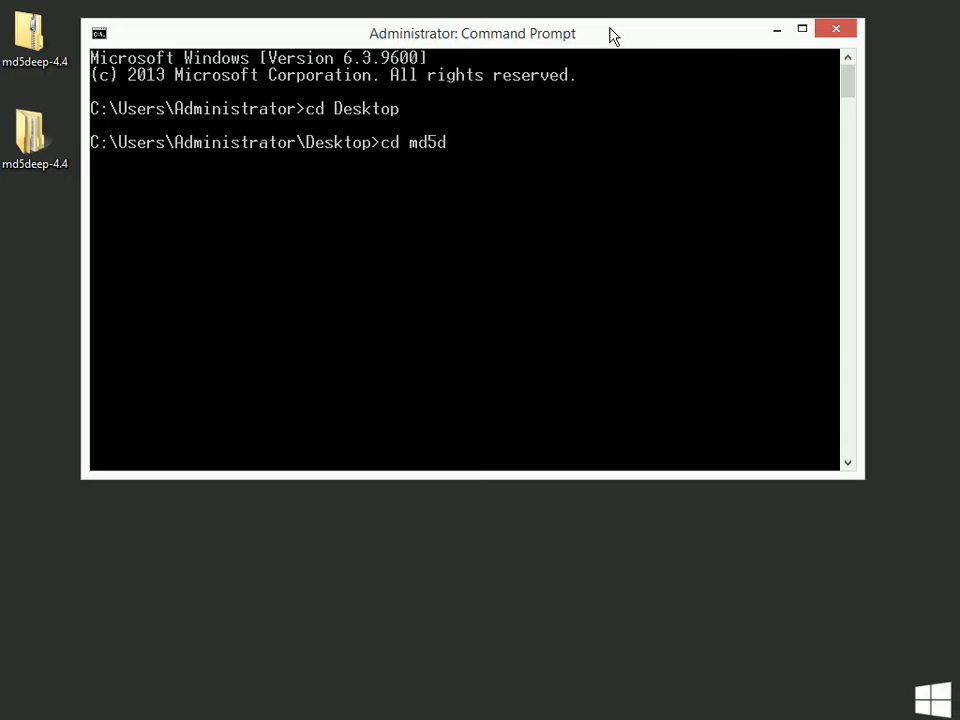 md5deep-4.4
md5deep-4.4
Administrator: Command Prompt
Microsoft Windows [Version 6.3.9600]
(c) 2013 Microsoft Corporation. All rights reserved.
C:\Users\Administrator>cd Desktop
C:\Users\Administrator\Desktop>cd md5d